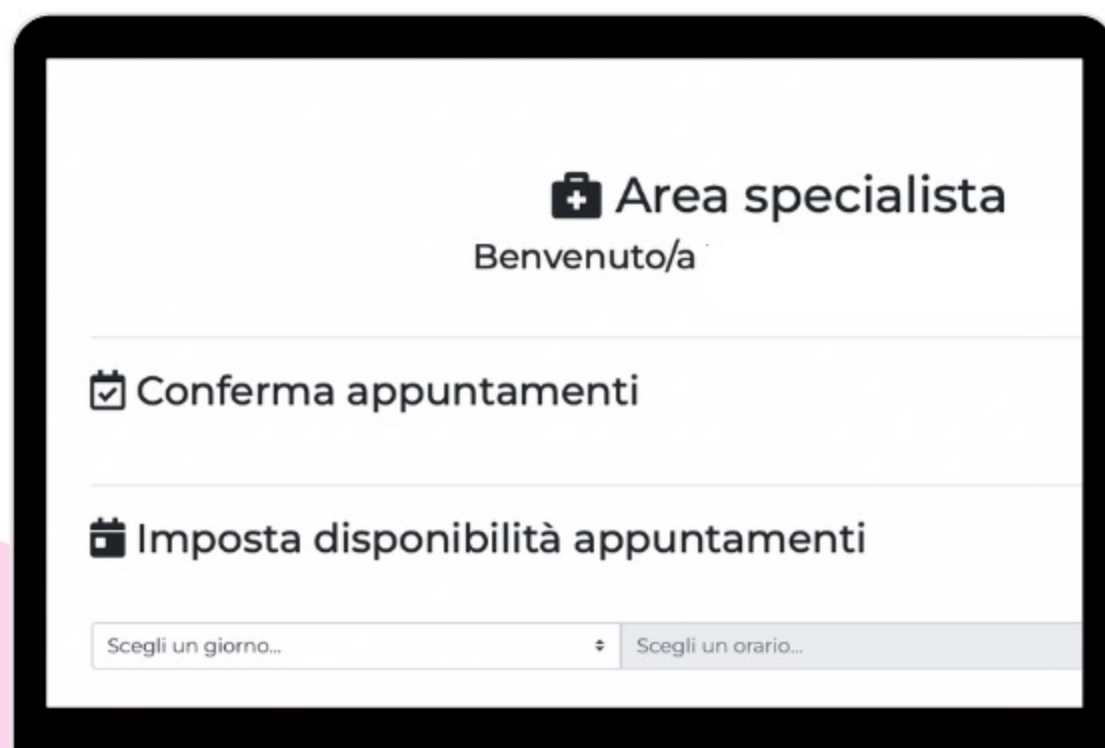 Area specialista
Benvenuto/a
Conferma appuntamenti
Imposta disponibilità appuntamenti
Scegli un giorno...
Scegli un orario...